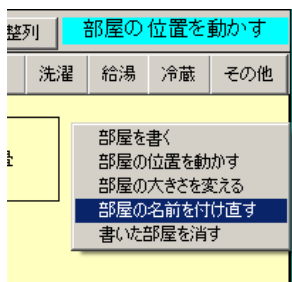 整列 部屋の位置を動かす
洗濯 給湯 冷蔵 その他
部屋を書く
部屋の位置を動かす
部屋の大きさを変える
部屋の名前を付け直す
書いた部屋を消す